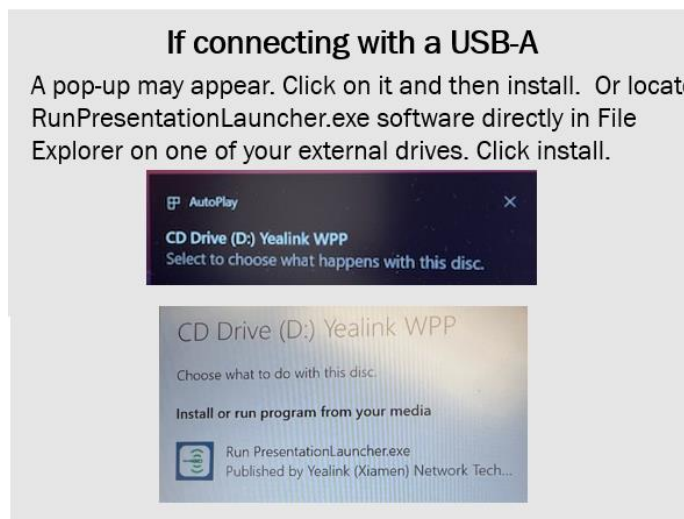 If connecting with a USB-A
A pop-up may appear. Click on it and then install.  Or locate
RunPresentationLauncher.exe software directly in File
Explorer on one of your external drives. Click install.
AutoPlay
CD Drive (D:) Yealink WPP
Select to choose what happens with this disc.
CD Drive (D:) Yealink WPP
Choose what to do with this disc.
Install or run program from your media
Run PresentationLauncher.exe
Published by Yealink (Xiamen) Network Tech...